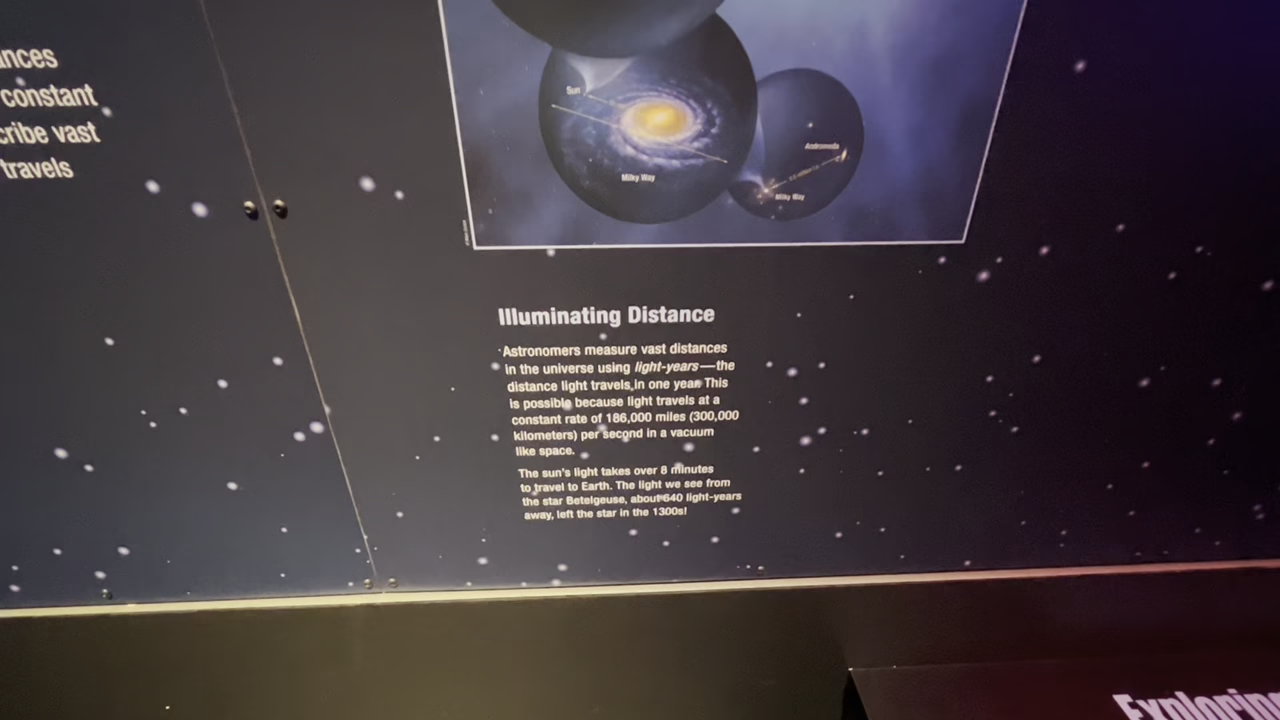 constant
vast
travels
Sun
Milky Way
Andromeda
Milky Way
Illuminating Distance
Astronomers measure vast distances
in the universe using light-years—the
distance light travels in one year. This
is possible because light travels at a
constant rate of 186,000 miles (300,000
kilometers) per second in a vacuum
like space.
The sun's light takes over 8 minutes
to travel to Earth. The light we see from
the star Betelgeuse, about 640 light-years
away, left the star in the 1300s!
Exploring